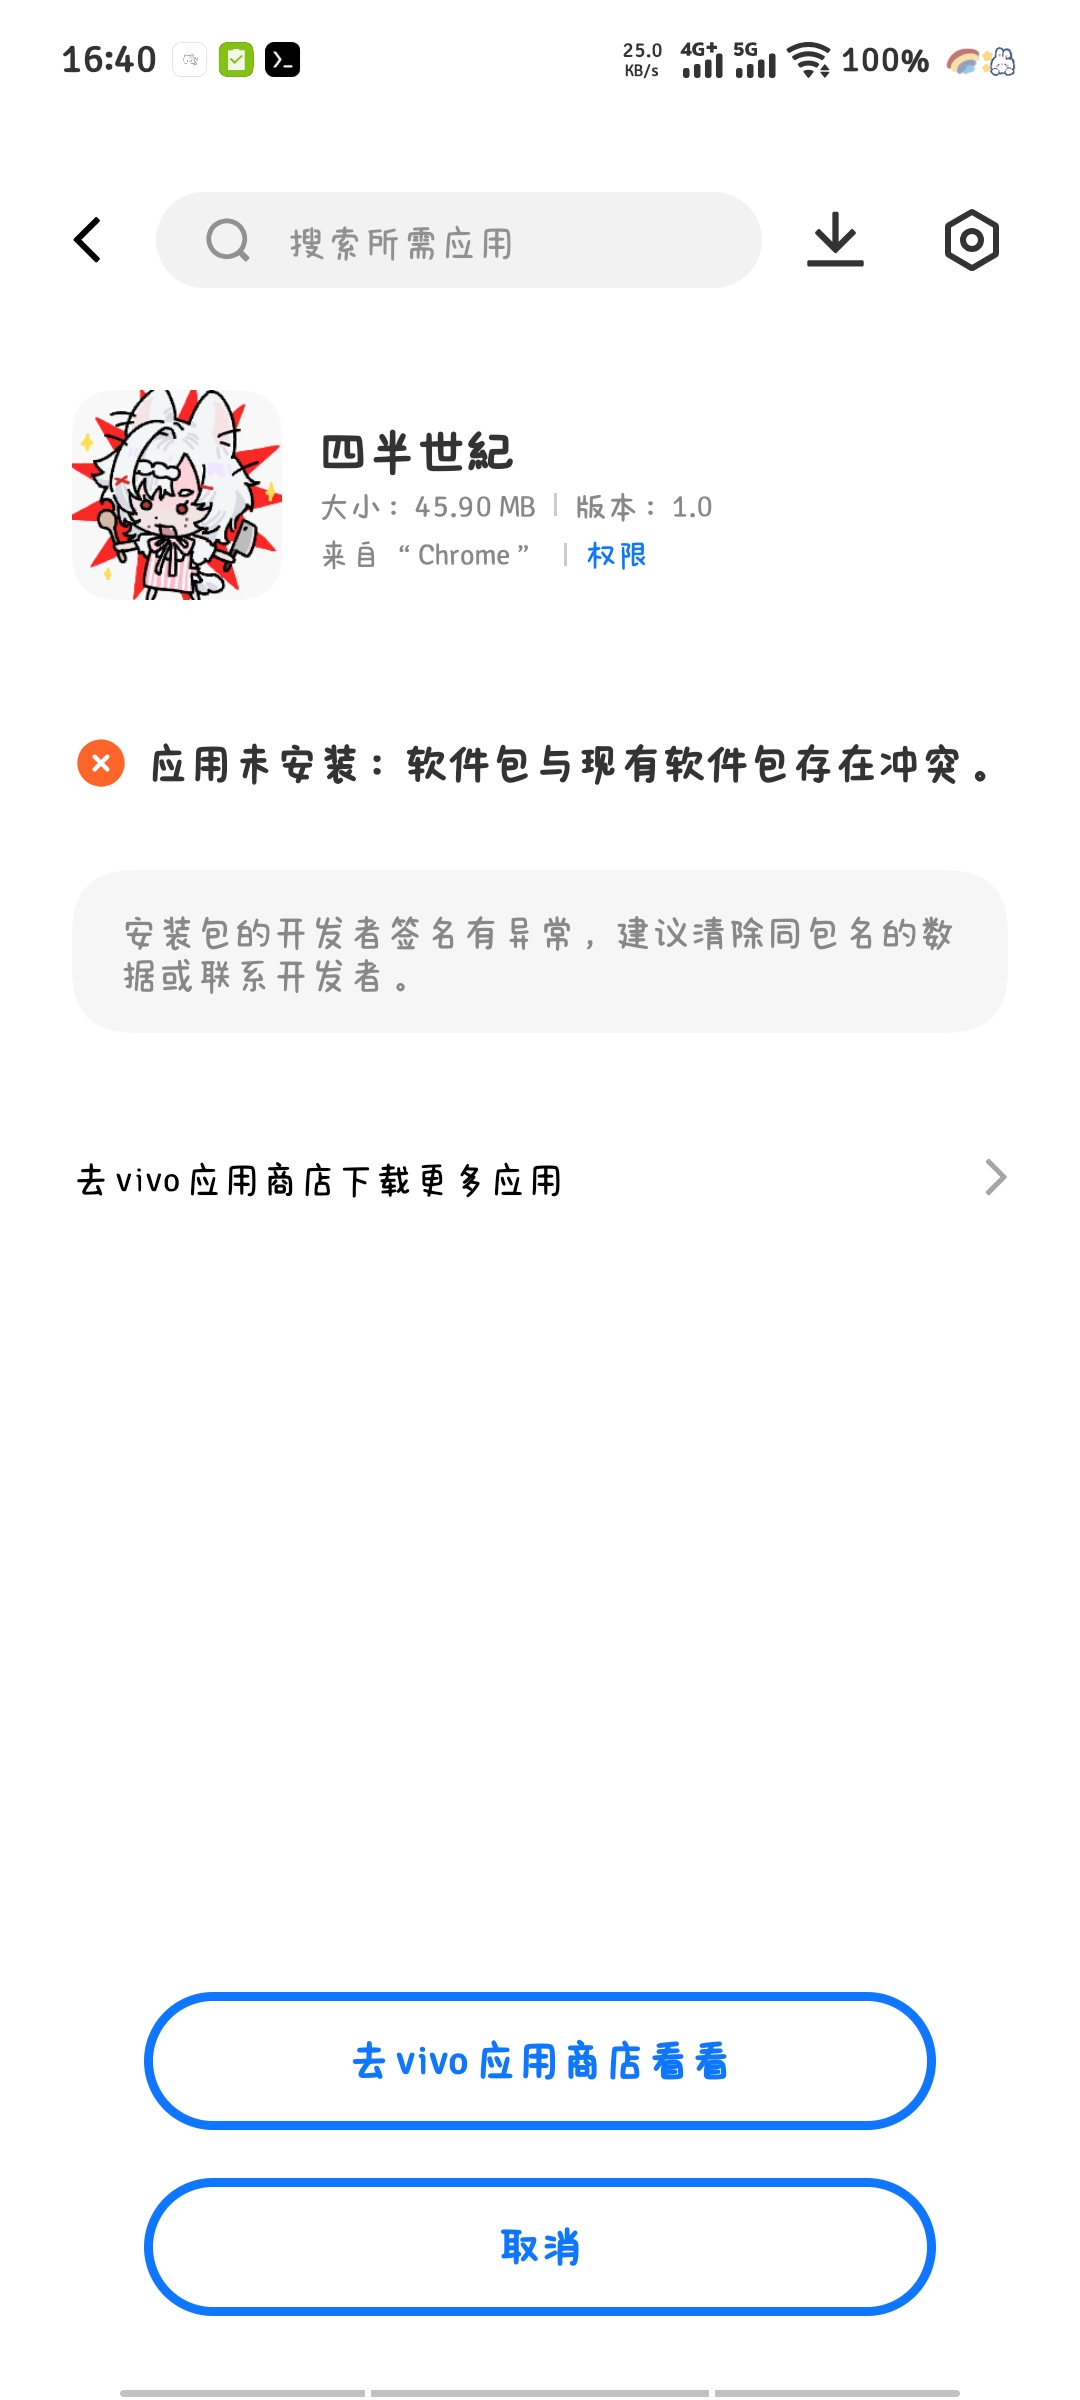 16:40
25.0 KB/s 4G+ 5G 100%
搜索所需应用
四半世紀
大小：45.90 MB | 版本：1.0
来自 “Chrome” | 权限
应用未安装：软件包与现有软件包存在冲突。
安装包的开发者签名有异常，建议清除同包名的数
据或联系开发者。
去vivo应用商店下载更多应用
去vivo应用商店看看
取消